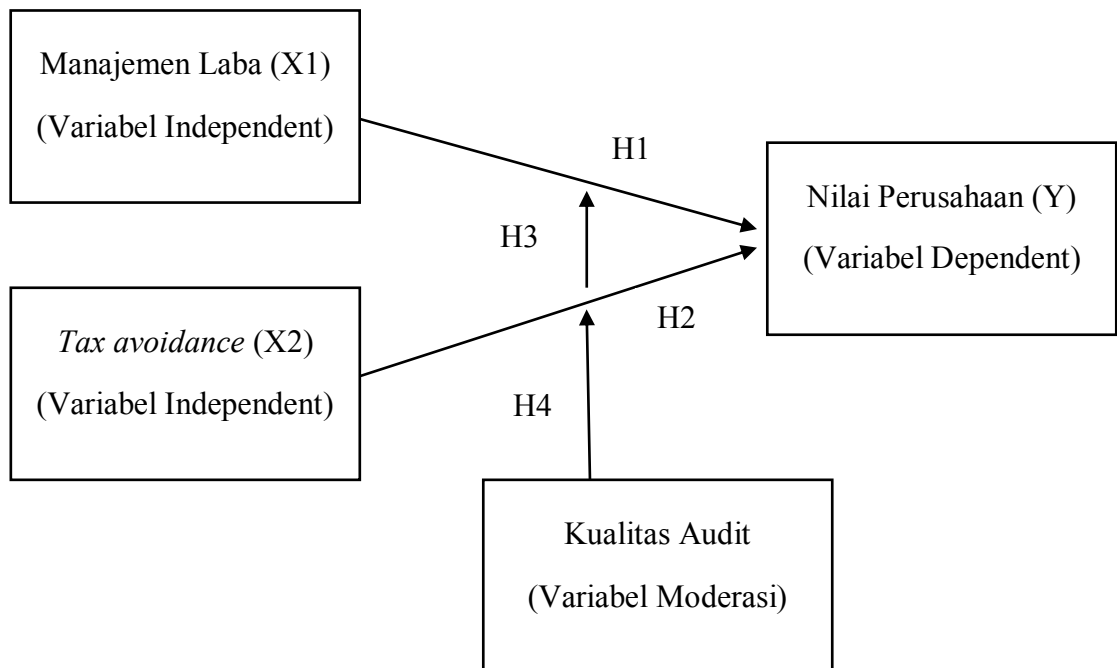 Manajemen Laba (X1)
(Variabel Independent)
H1
Nilai Perusahaan (Y)
(Variabel Dependent)
H3
Tax avoidance (X2)
(Variabel Independent)
H2
H4
Kualitas Audit
(Variabel Moderasi)